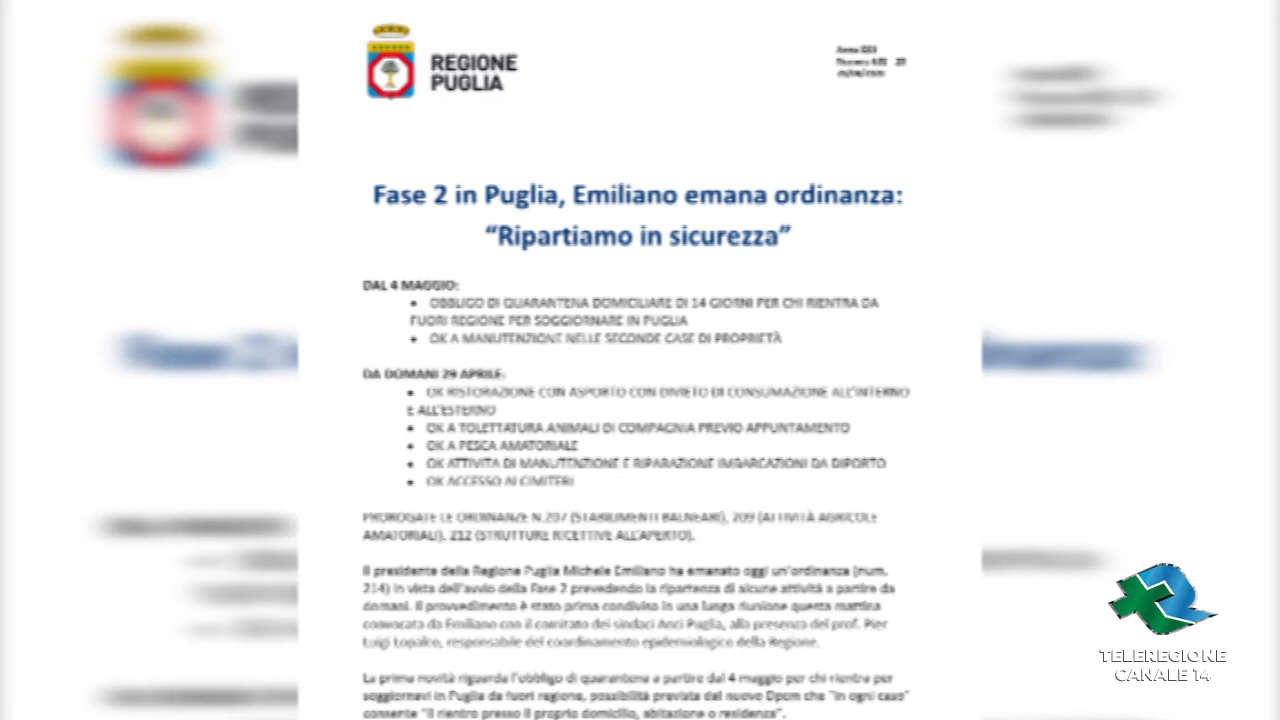 REGIONE
PUGLIA
Fase 2 in Puglia, Emiliano emana ordinanza:
“Ripartiamo in sicurezza”
DAL 4 MAGGIO:
• OBBLIGO DI QUARANTENA DOMICILIARE DI 14 GIORNI PER CHI RIENTRA DA
FUORI REGIONE PER SOGGIORNARE IN PUGLIA
• OK A MANUTENZIONE NELLE SECONDE CASE DI PROPRIETÀ
DA DOMANI 29 APRILE:
• OK RISTORAZIONE CON ASPORTO CON DIVIETO DI CONSUMAZIONE ALL'INTERNO
E ALL'ESTERNO
• OK A TOLETTATURA ANIMALI DI COMPAGNIA PREVIO APPUNTAMENTO
• OK A PESCA AMATORIALE
• OK ATTIVITA DI MANUTENZIONE E RIPARAZIONE IMBARCAZIONI DA DIPORTO
• OK ACCESSO AI CIMITERI
PROROGATE LE ORDINANZE N.207 (STABILIMENTI BALNEARI), 209 (ATTIVITÀ AGRICOLE
AMATORIALI), 212 (STRUTTURE RICETTIVE ALL'APERTO).
Il presidente della Regione Puglia Michele Emiliano ha emanato oggi un'ordinanza (num.
214) in vista dell'avvio della Fase 2 prevedendo la ripartenza di alcune attività a partire da
domani. Il provvedimento è stato prima condiviso in una lunga riunione questa mattina
convocata da Emiliano con il comitato dei sindaci Anci Puglia, alla presenza del prof. Pier
Luigi Lopalco, responsabile del coordinamento epidemiologico della Regione.
La prima novità riguarda l'obbligo di quarantena a partire dal 4 maggio per chi rientra per
soggiornarvi in Puglia da fuori regione, possibilità prevista dal nuovo Dpcm che “in ogni caso”
consente “il rientro presso il proprio domicilio, abitazione o residenza”.
TELEREGIONE
CANALE 14